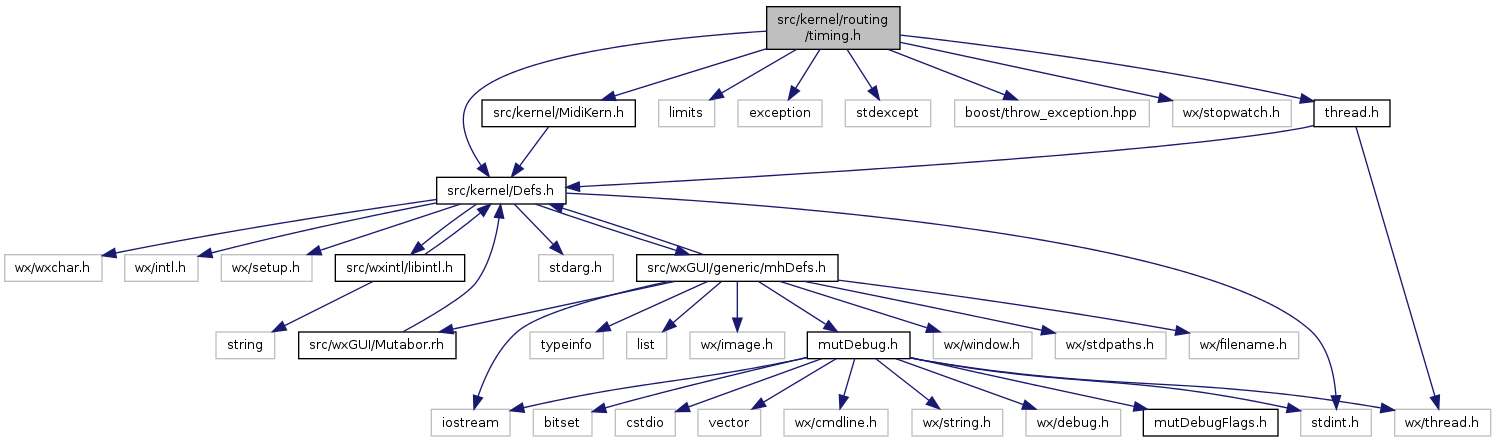 src/kernel/routing
/timing.h
src/kernel/MidiKern.h
limits
exception
stdexcept
boost/throw_exception.hpp
wx/stopwatch.h
thread.h
src/kernel/Defs.h
wx/wxchar.h
wx/intl.h
wx/setup.h
src/wxintl/libintl.h
stdarg.h
src/wxGUI/generic/mhDefs.h
string
src/wxGUI/Mutabor.rh
typeinfo
list
wx/image.h
mutDebug.h
wx/window.h
wx/stdpaths.h
wx/filename.h
iostream
bitset
cstdio
vector
wx/cmdline.h
wx/string.h
wx/debug.h
mutDebugFlags.h
stdint.h
wx/thread.h